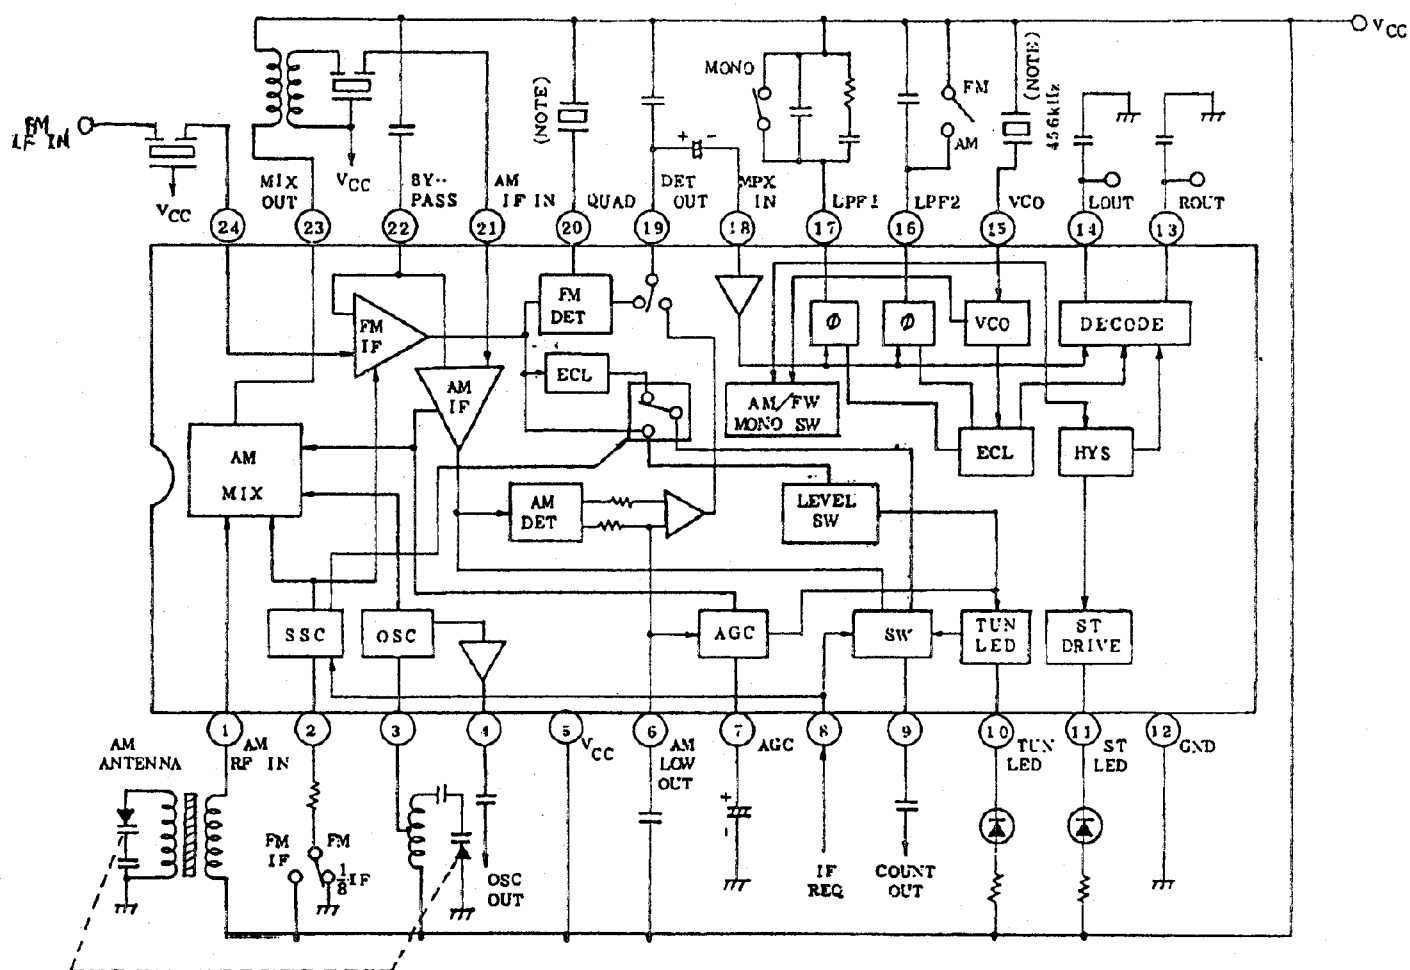 VCC
MONO
(NOTE)
FM
AM
(NOTE)
456kHz
FM
IF IN
VCC
VCC
MIX
OUT
BY-
PASS
AM
IF IN
QUAD
DET
OUT
MPX
IN
LPF1
LPF2
VCO
LOUT
ROUT
24
23
22
21
20
19
18
17
16
15
14
13
FM
IF
FM
DET
Φ
Φ
VCO
DECODE
ECL
AM
IF
AM/FW
MONO SW
AM
MIX
ECL
HYS
AM
DET
LEVEL
SW
SSC
OSC
AGC
SW
TUN
LED
ST
DRIVE
1
2
3
4
5
6
7
8
9
10
11
12
AM
ANTENNA
AM
RF IN
VCC
AM
LOW
OUT
AGC
TUN
LED
ST
LED
GND
+
-
+
-
FM
IF
FM
1/8 IF
OSC
OUT
IF
REQ
COUNT
OUT